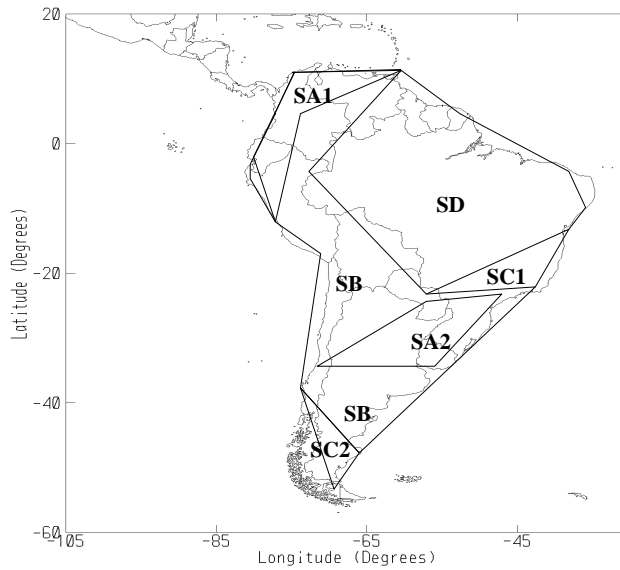 20
SA1
0
SD
Latitude (Degrees)
-20
SC1
SB
SA2
-40
SB
SC2
-60
-105
-85
-65
-45
Longitude (Degrees)